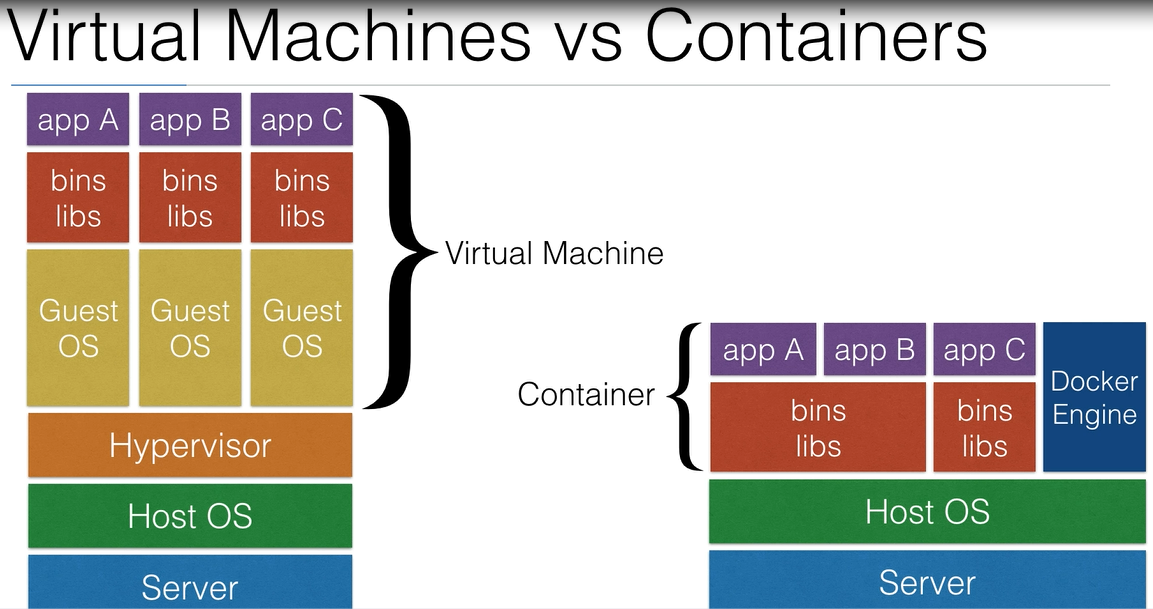 Virtual Machines vs Containers
app A
app B
app C
bins
libs
bins
libs
bins
libs
Guest
OS
Guest
OS
Guest
OS
Hypervisor
Host OS
Server
Virtual Machine
Container
app A
app B
app C
bins
libs
bins
libs
Docker
Engine
Host OS
Server